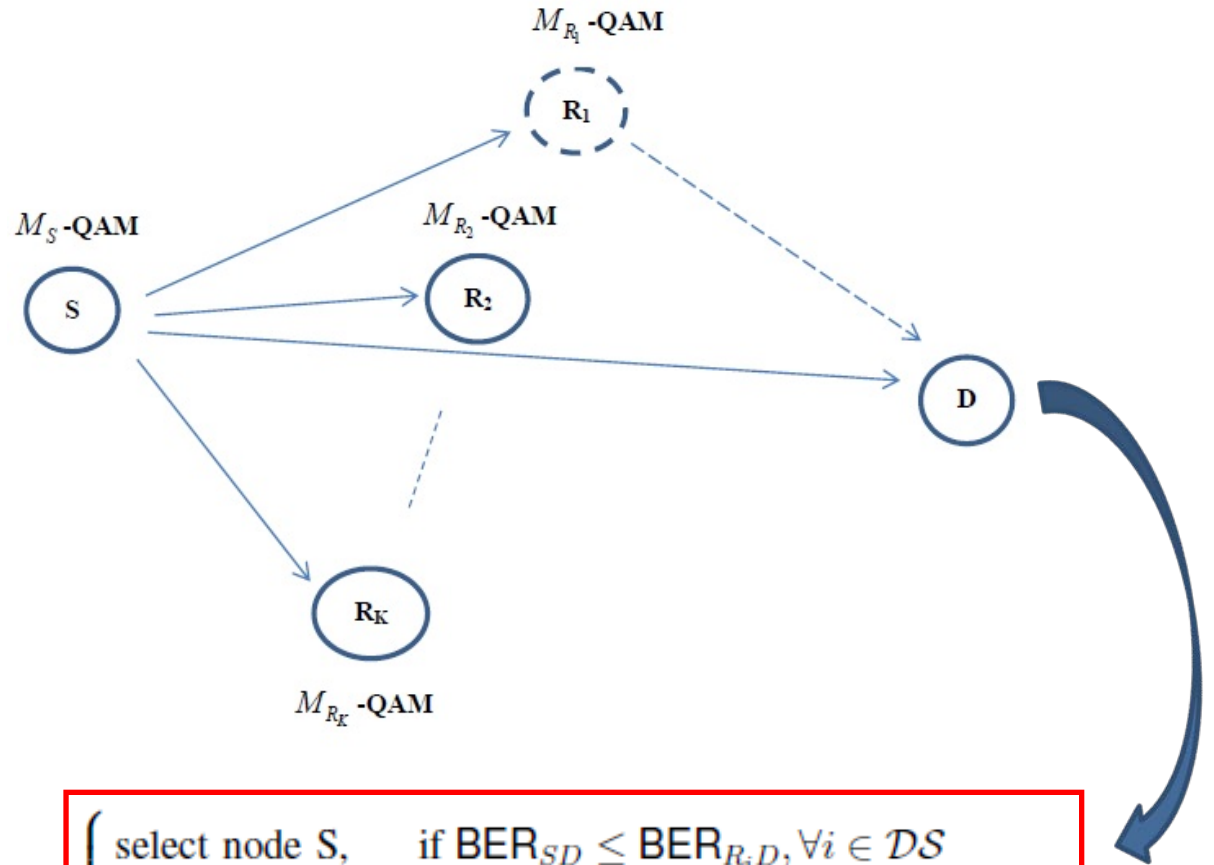 M_{R_1} -QAM
R_1
M_S -QAM
M_{R_2} -QAM
S
R_2
D
R_K
M_{R_K} -QAM
{ select node S, if BER_{SD} ≤ BER_{R_iD}, ∀i ∈ 𝒟𝒮